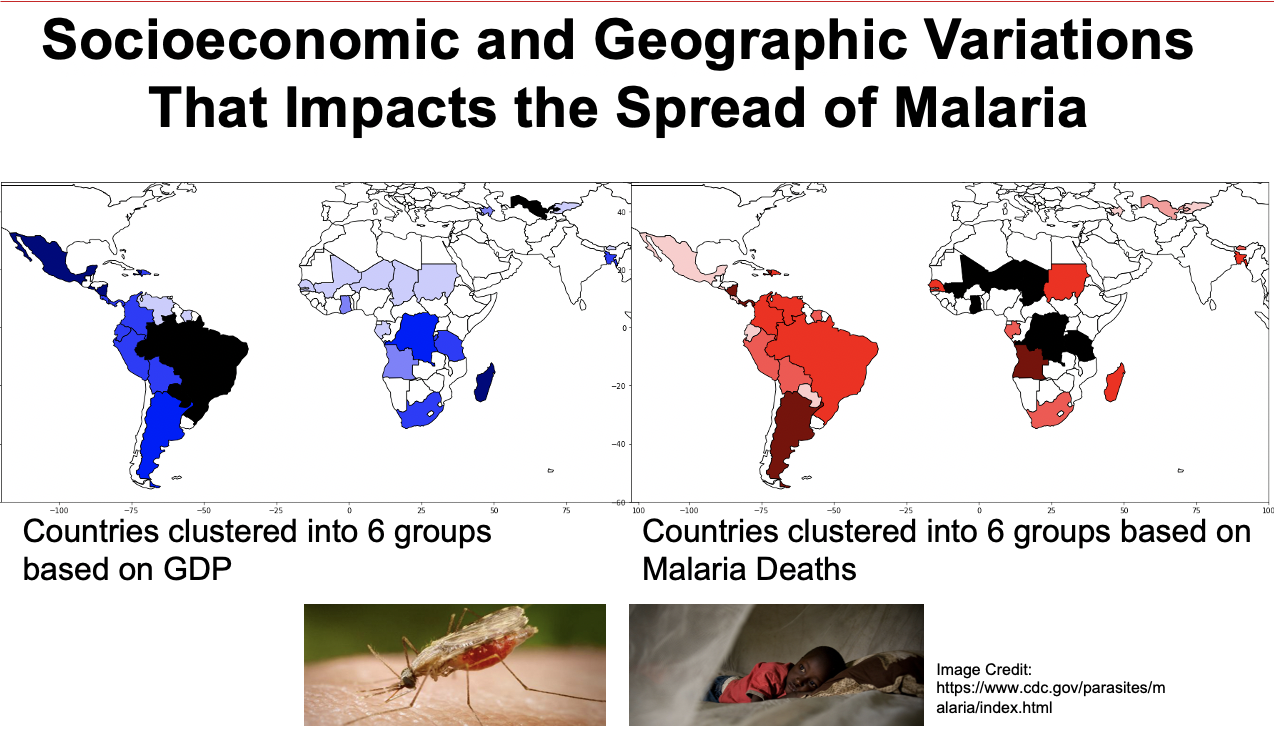 Socioeconomic and Geographic Variations
That Impacts the Spread of Malaria
40
20
0
−20
−40
−60
−100 −75 −50 −25 0 25 50 75 100 −100 −75 −50 −25 0 25 50 75 100
Countries clustered into 6 groups
based on GDP
Countries clustered into 6 groups based on
Malaria Deaths
Image Credit:
https://www.cdc.gov/parasites/m
alaria/index.html